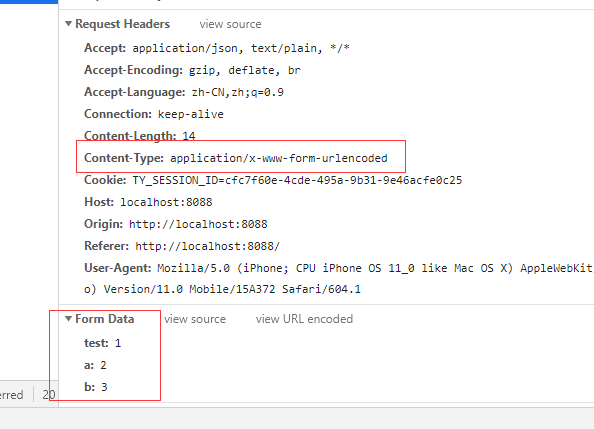 Request Headers view source
Accept: application/json, text/plain, */*
Accept-Encoding: gzip, deflate, br
Accept-Language: zh-CN,zh;q=0.9
Connection: keep-alive
Content-Length: 14
Content-Type: application/x-www-form-urlencoded
Cookie: TY_SESSION_ID=cfc7f60e-4cde-495a-9b31-9e46acfe0c25
Host: localhost:8088
Origin: http://localhost:8088
Referer: http://localhost:8088/
User-Agent: Mozilla/5.0 (iPhone; CPU iPhone OS 11_0 like Mac OS X) AppleWebKit
o) Version/11.0 Mobile/15A372 Safari/604.1
Form Data view source view URL encoded
test: 1
a: 2
b: 3
erred 20